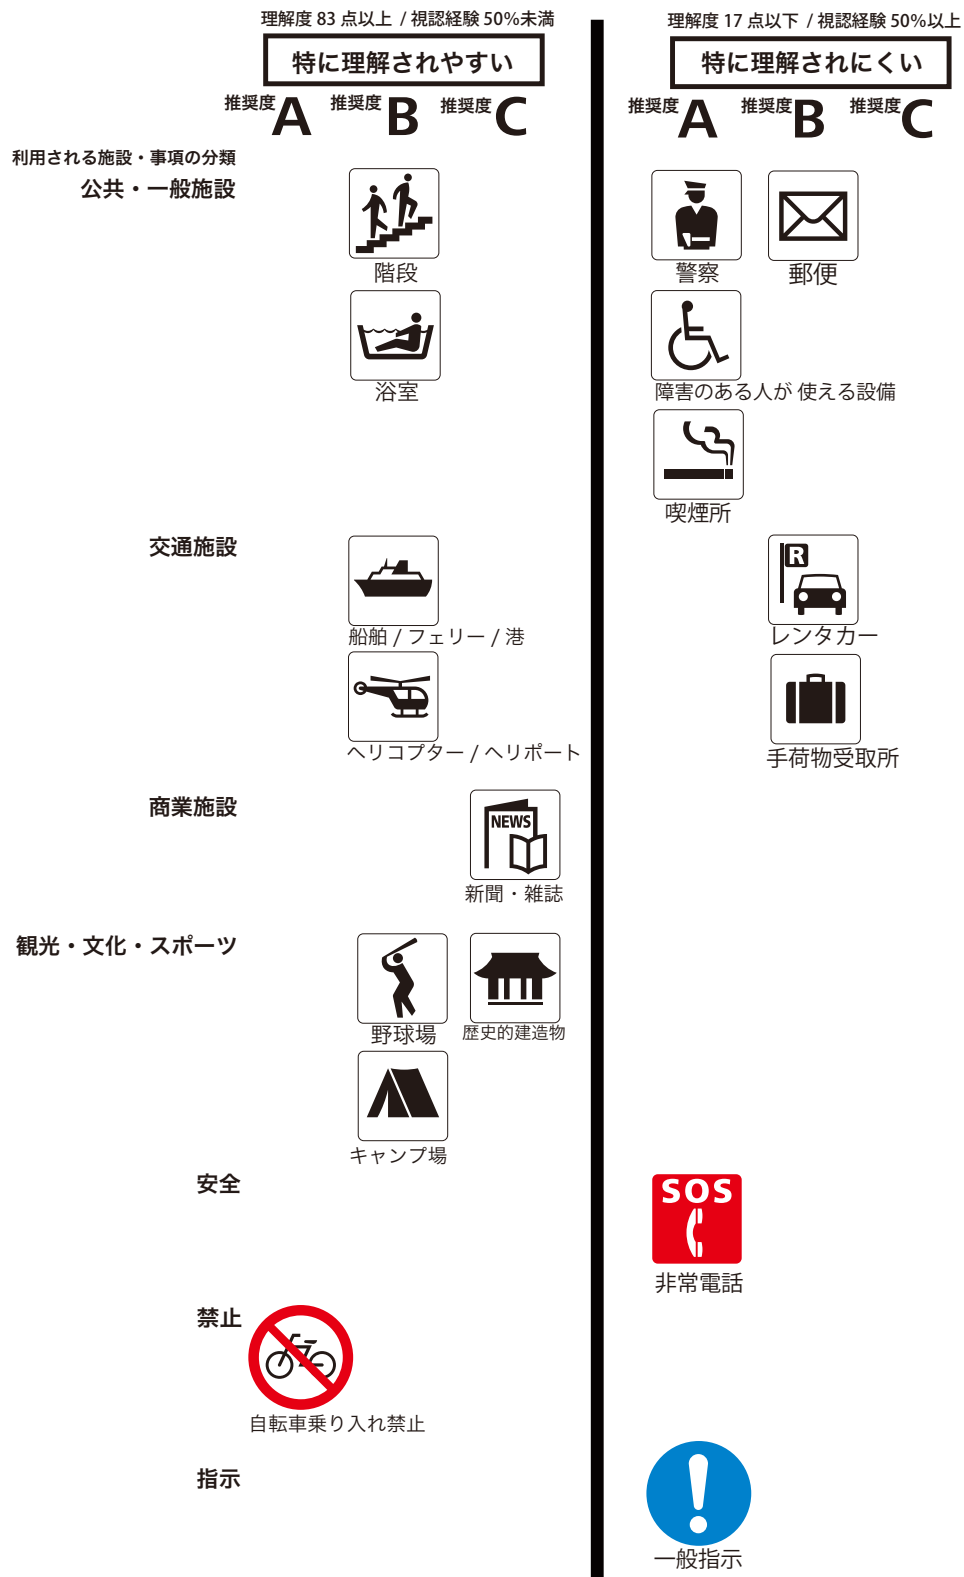 理解度 83 点以上 / 視認経験 50%未満
特に理解されやすい
推奨度 A 推奨度 B 推奨度 C
理解度 17 点以下 / 視認経験 50%以上
特に理解されにくい
推奨度 A 推奨度 B 推奨度 C
利用される施設・事項の分類
公共・一般施設
階段
警察
郵便
浴室
障害のある人が 使える設備
喫煙所
交通施設
船舶 / フェリー / 港
R
レンタカー
ヘリコプター / ヘリポート
手荷物受取所
商業施設
NEWS
新聞・雑誌
観光・文化・スポーツ
野球場
歴史的建造物
キャンプ場
安全
SOS
非常電話
禁止
自転車乗り入れ禁止
指示
一般指示